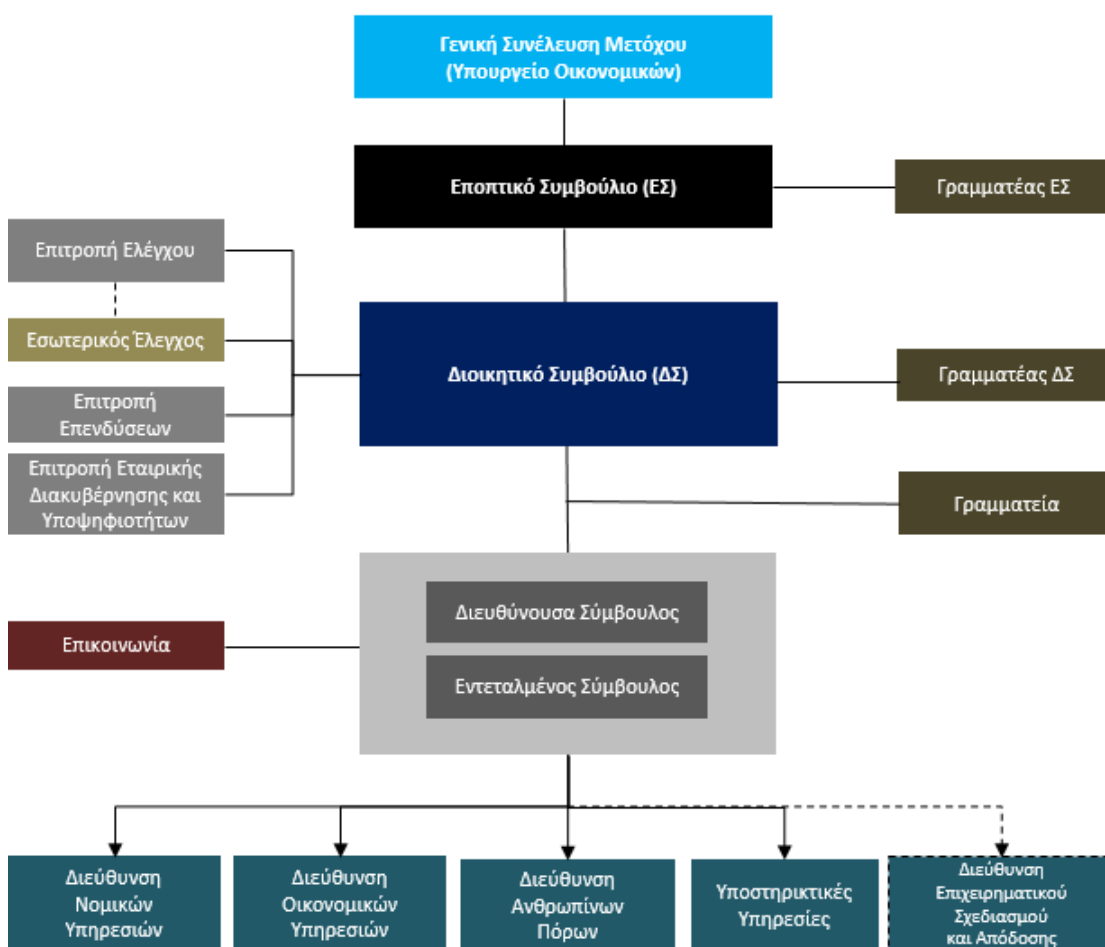 Γενική Συνέλευση Μετόχου
(Υπουργείο Οικονομικών)
Εποπτικό Συμβούλιο (ΕΣ)
Γραμματέας ΕΣ
Επιτροπή Ελέγχου
Εσωτερικός Έλεγχος
Επιτροπή
Επενδύσεων
Επιτροπή Εταιρικής
Διακυβέρνησης και
Υποψηφιοτήτων
Διοικητικό Συμβούλιο (ΔΣ)
Γραμματέας ΔΣ
Γραμματεία
Διευθύνουσα Σύμβουλος
Εντεταλμένος Σύμβουλος
Επικοινωνία
Διεύθυνση
Νομικών
Υπηρεσιών
Διεύθυνση
Οικονομικών
Υπηρεσιών
Διεύθυνση
Ανθρωπίνων
Πόρων
Υποστηρικτικές
Υπηρεσίες
Διεύθυνση
Επιχειρηματικού
Σχεδιασμού
και Απόδοσης